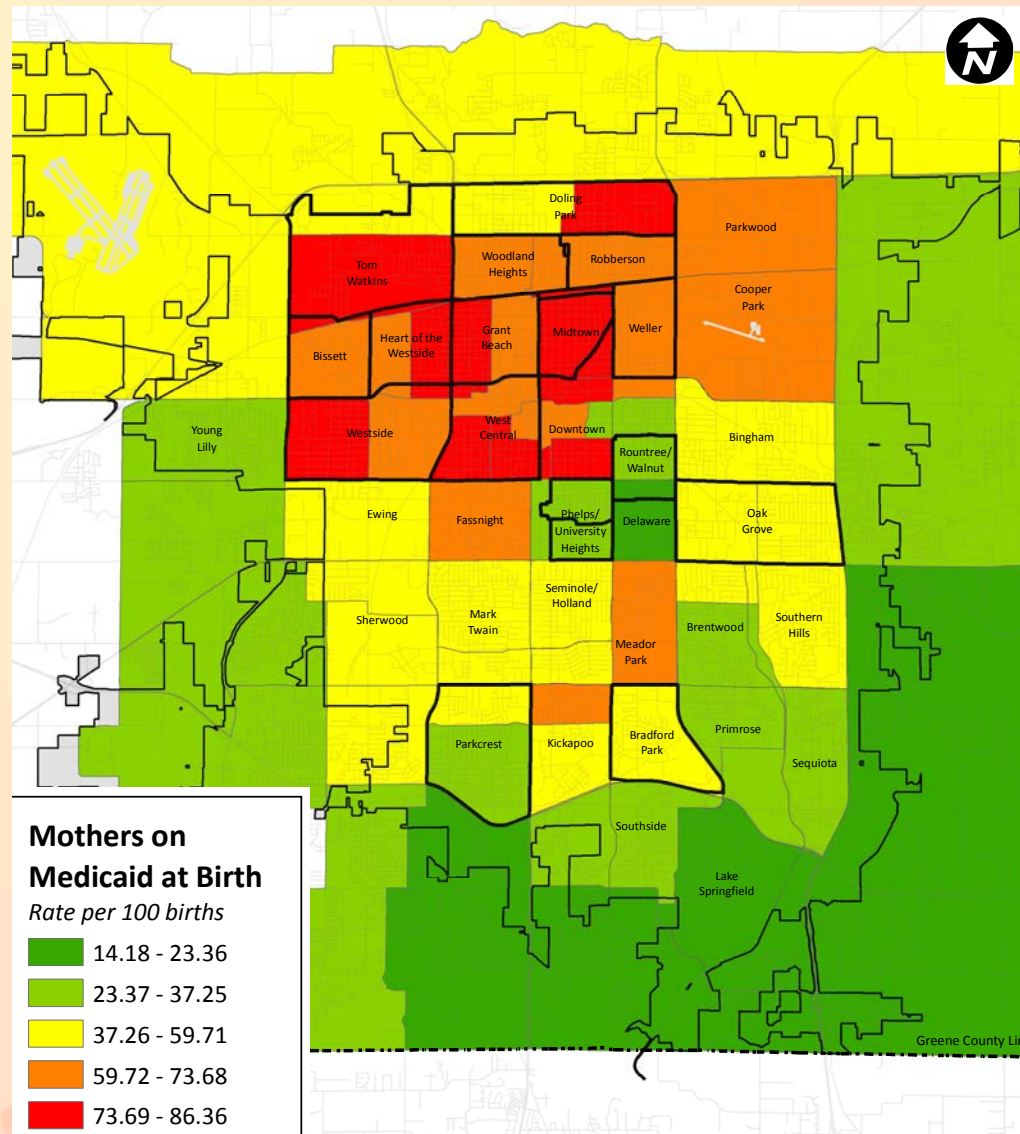 N
Doling
Park
Parkwood
Tom
Watkins
Woodland
Heights
Robberson
Cooper
Park
Bissett
Heart of the
Westside
Grant
Beach
Midtown
Weller
Young
Lilly
Westside
West
Central
Downtown
Bingham
Rountree/
Walnut
Ewing
Fassnight
Phelps/
University
Heights
Delaware
Oak
Grove
Sherwood
Mark
Twain
Seminole/
Holland
Brentwood
Southern
Hills
Meador
Park
Parkcrest
Kickapoo
Bradford
Park
Primrose
Sequiota
Southside
Lake
Springfield
Greene County Lin
Mothers on
Medicaid at Birth
Rate per 100 births
14.18 - 23.36
23.37 - 37.25
37.26 - 59.71
59.72 - 73.68
73.69 - 86.36